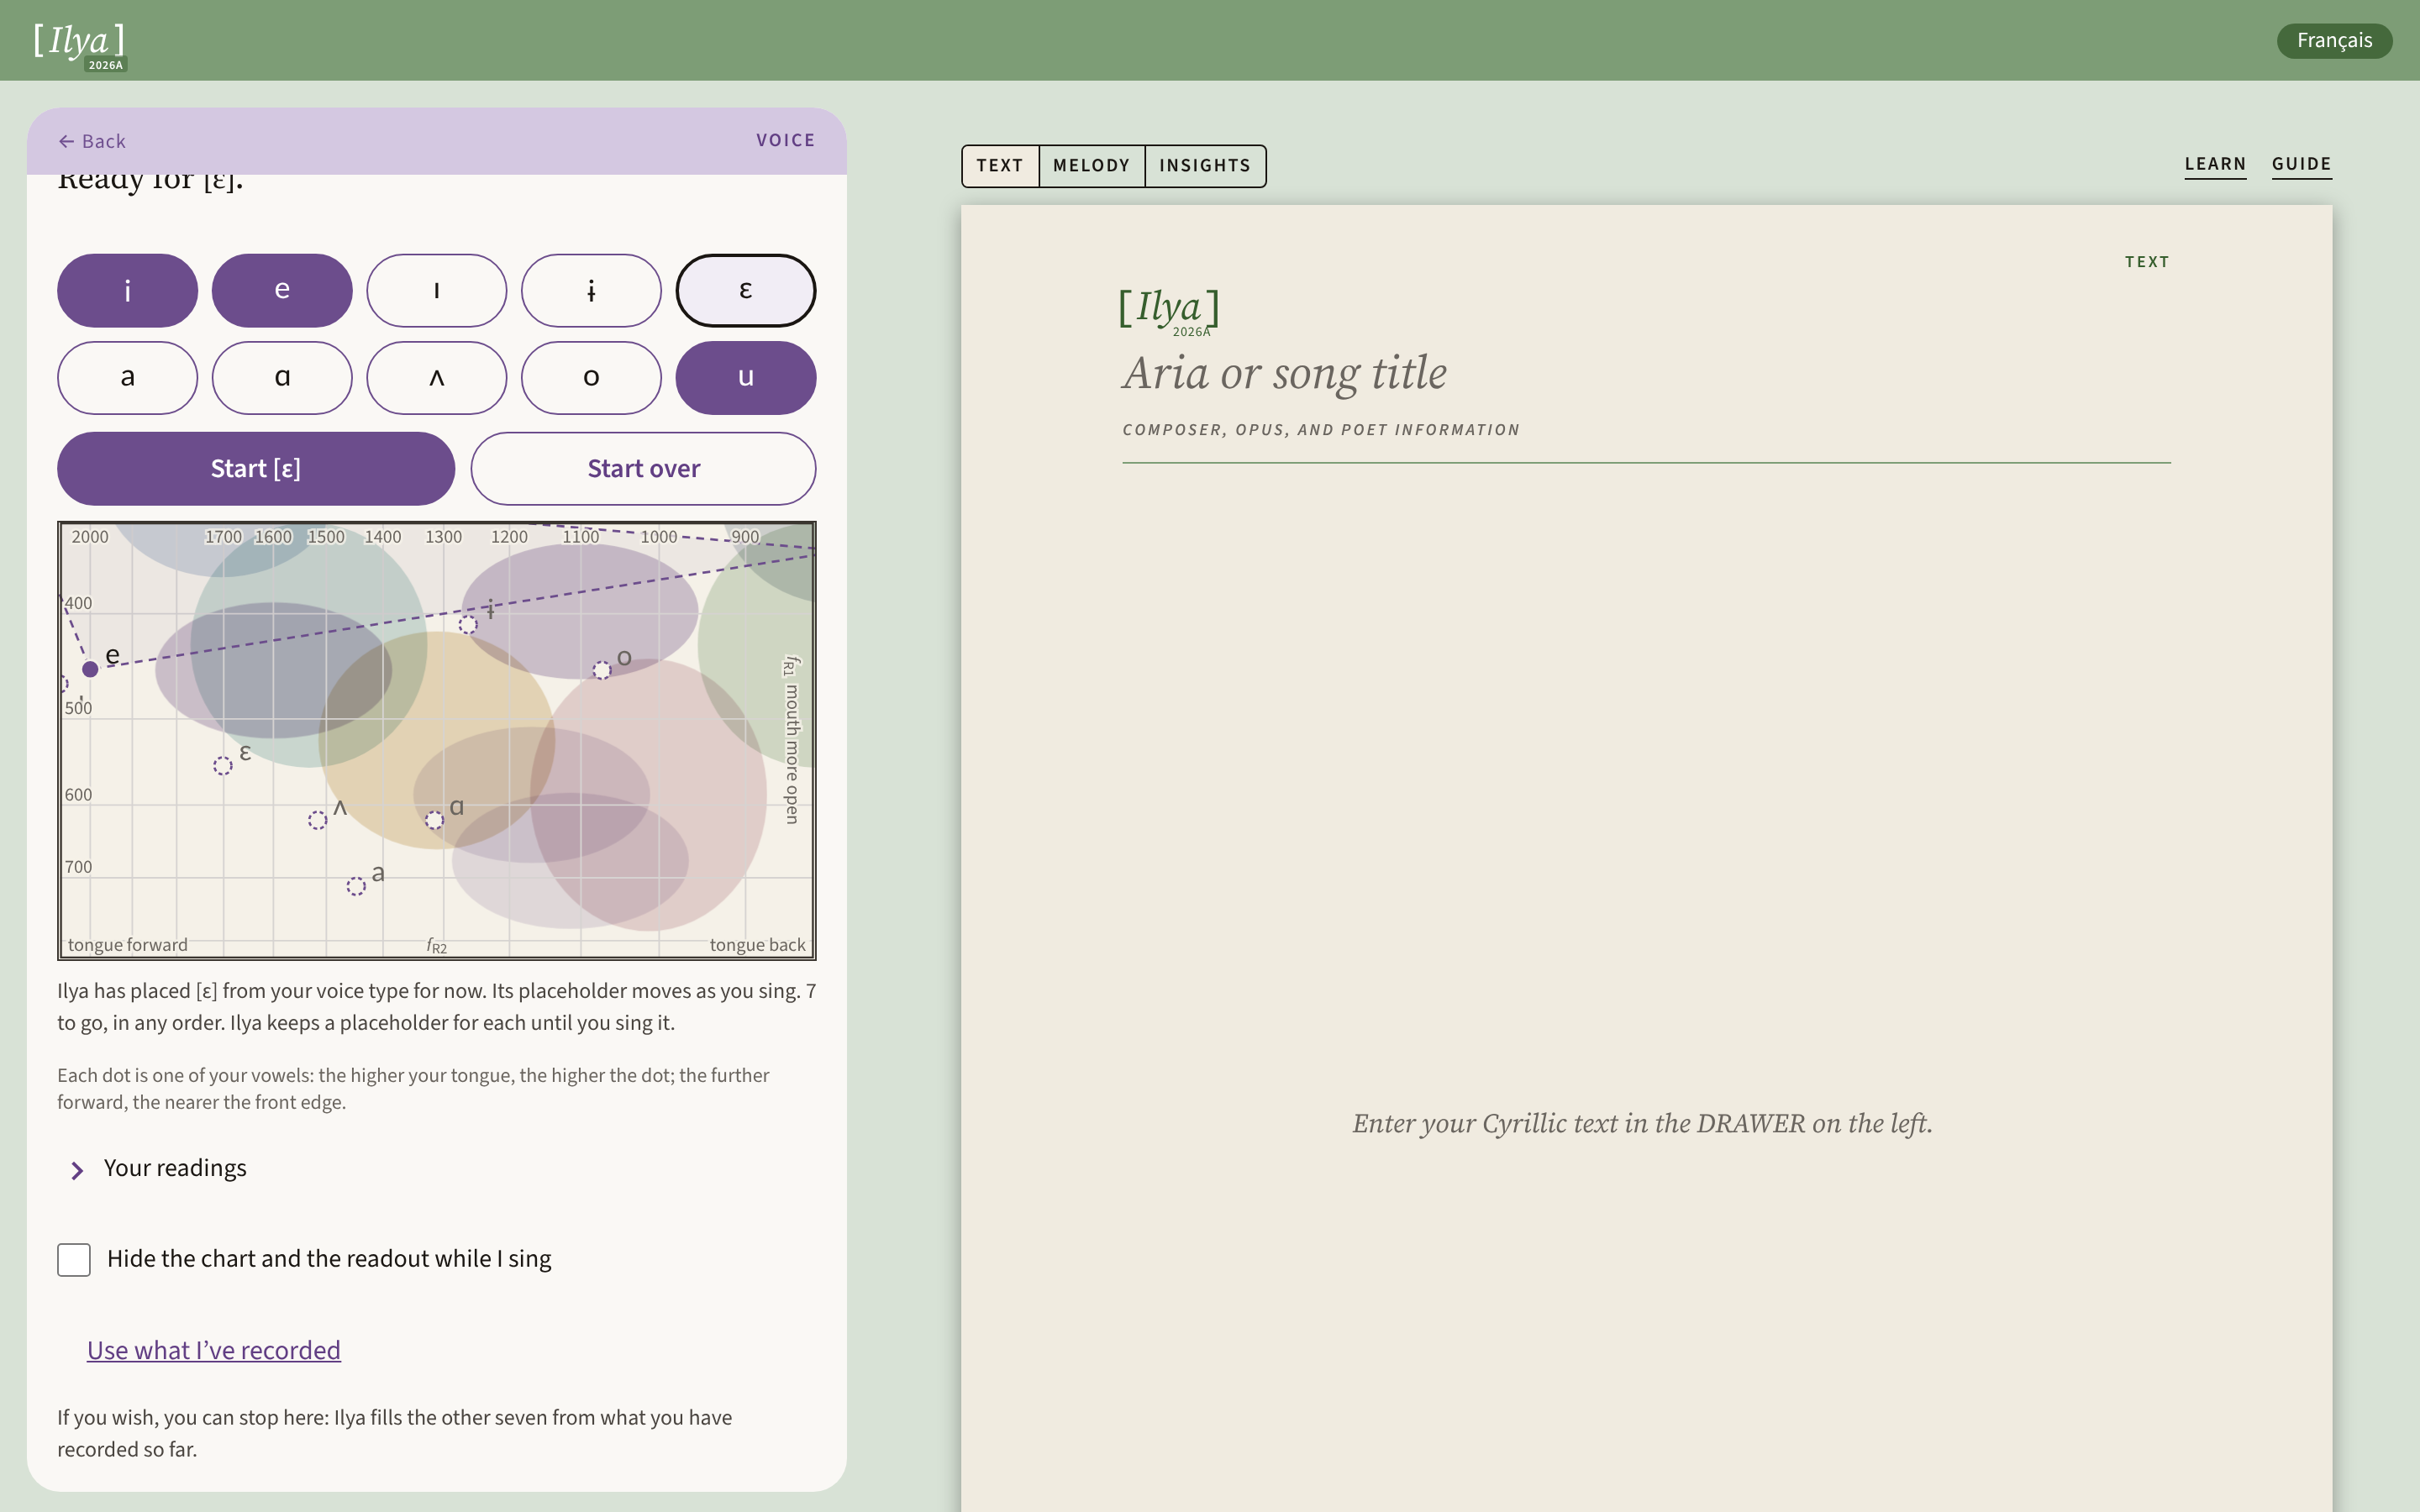 [Ilya]
2026A
Français
← Back
VOICE
Ready for [ɛ].
i e ɪ ɨ ɛ
a ɑ ʌ o u
Start [ɛ]
Start over
2000 1700 1600 1500 1400 1300 1200 1100 1000 900
400
500
600
700
i
e
o
ɛ
ʌ
ɑ
a
ɨ
fR1 mouth more open
tongue forward
fR2
tongue back
Ilya has placed [ɛ] from your voice type for now. Its placeholder moves as you sing. 7
to go, in any order. Ilya keeps a placeholder for each until you sing it.
Each dot is one of your vowels: the higher your tongue, the higher the dot; the further
forward, the nearer the front edge.
Your readings
Hide the chart and the readout while I sing
Use what I’ve recorded
If you wish, you can stop here: Ilya fills the other seven from what you have
recorded so far.
TEXT MELODY INSIGHTS
LEARN GUIDE
TEXT
[Ilya]
2026A
Aria or song title
COMPOSER, OPUS, AND POET INFORMATION
Enter your Cyrillic text in the DRAWER on the left.